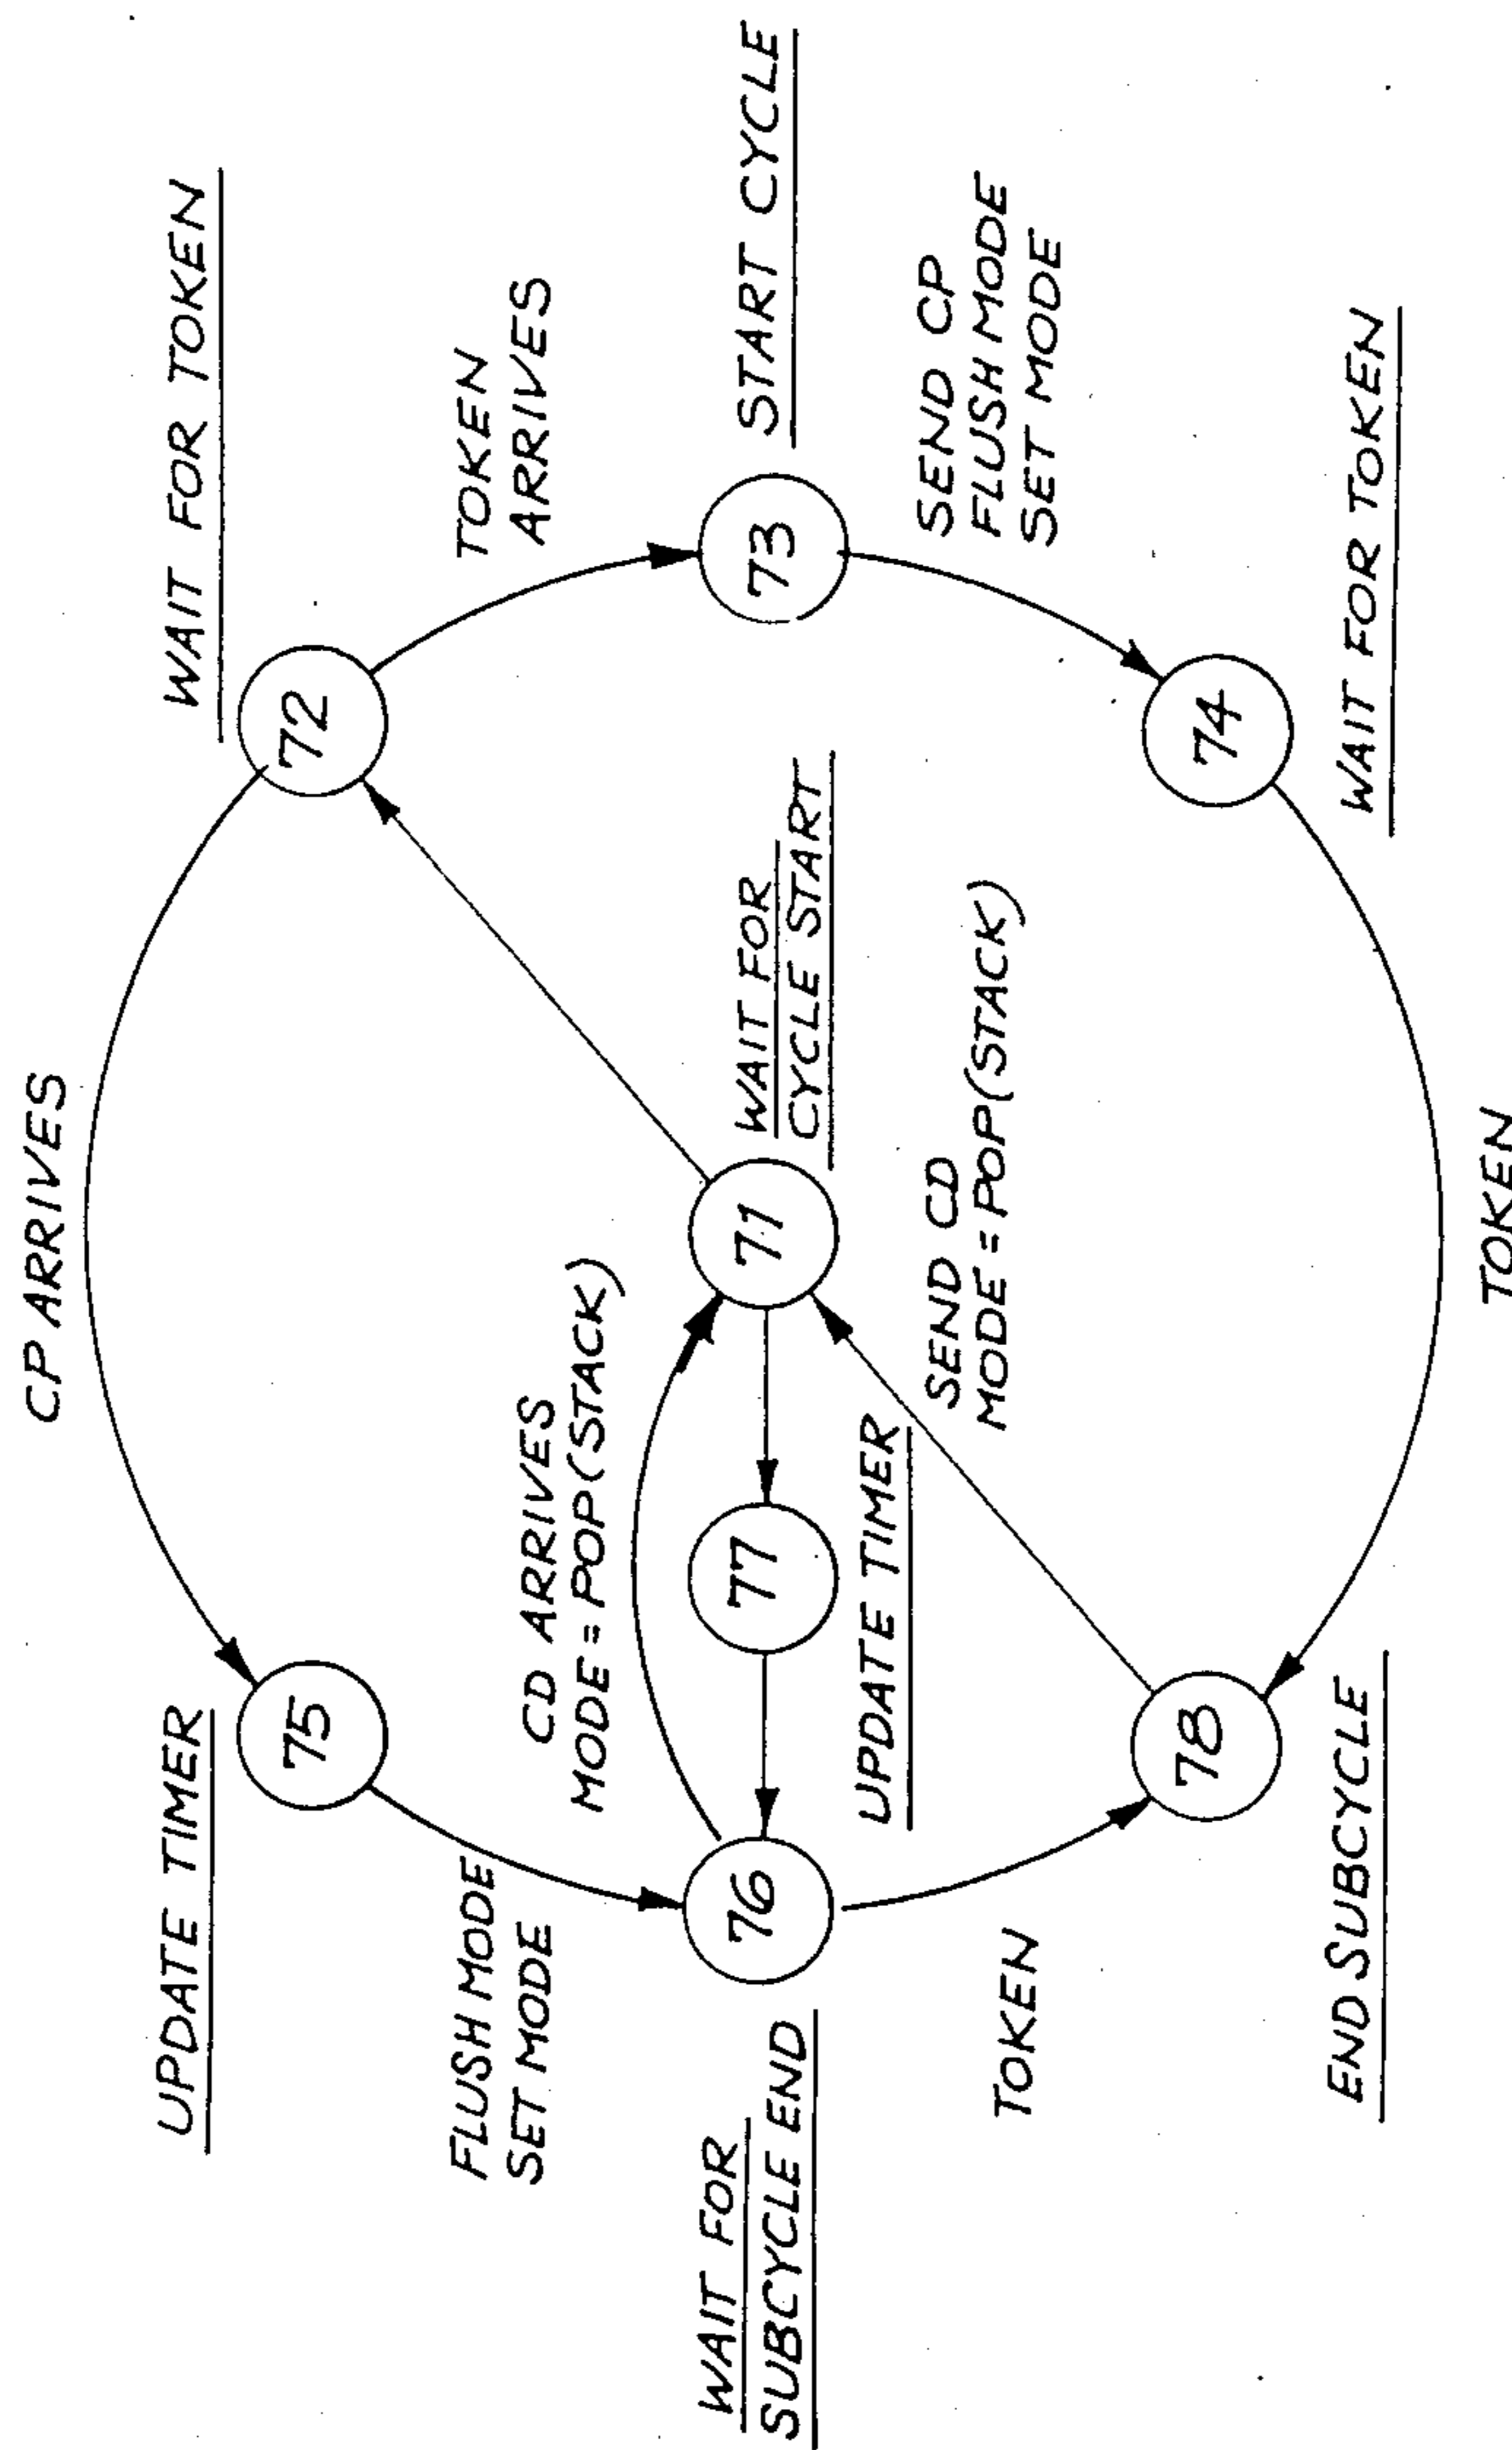 CP ARRIVES
UPDATE TIMER
75
72
WAIT FOR TOKEN
FLUSH MODE
SET MODE
CD ARRIVES
MODE = POP(STACK)
TOKEN
ARRIVES
WAIT FOR
SUBCYCLE END
76
77
71
WAIT FOR
CYCLE START
73
START CYCLE
UPDATE TIMER
SEND CD
MODE = POP(STACK)
SEND CP
FLUSH MODE
SET MODE
TOKEN
78
74
END SUBCYCLE
WAIT FOR TOKEN
TOKEN